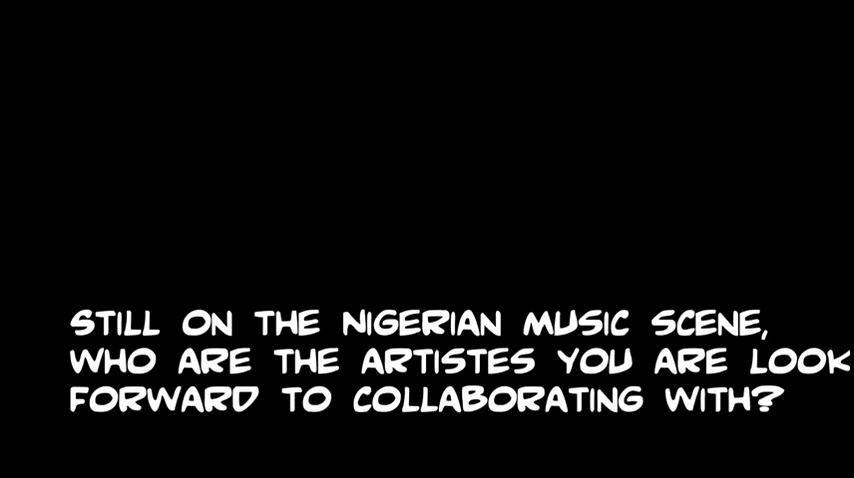 STILL ON THE NIGERIAN MUSIC SCENE,
WHO ARE THE ARTISTES YOU ARE LOOK
FORWARD TO COLLABORATING WITH?